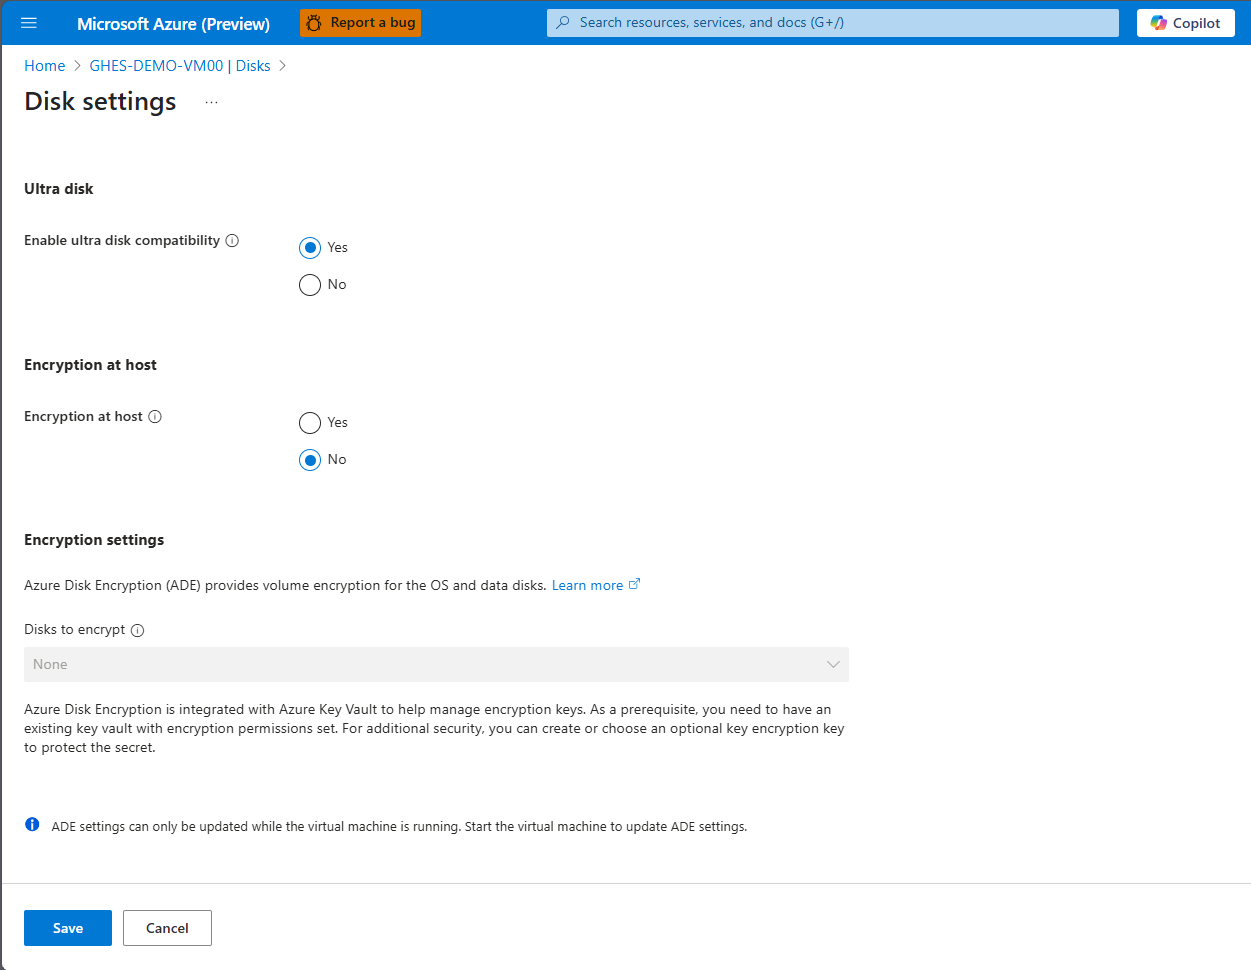 Microsoft Azure (Preview)
Report a bug
Search resources, services, and docs (G+/)
Copilot
Home > GHES-DEMO-VM00 | Disks >
Disk settings ...
Ultra disk
Enable ultra disk compatibility
Yes
No
Encryption at host
Encryption at host
Yes
No
Encryption settings
Azure Disk Encryption (ADE) provides volume encryption for the OS and data disks. Learn more
Disks to encrypt
None
Azure Disk Encryption is integrated with Azure Key Vault to help manage encryption keys. As a prerequisite, you need to have an
existing key vault with encryption permissions set. For additional security, you can create or choose an optional key encryption key
to protect the secret.
ADE settings can only be updated while the virtual machine is running. Start the virtual machine to update ADE settings.
Save
Cancel